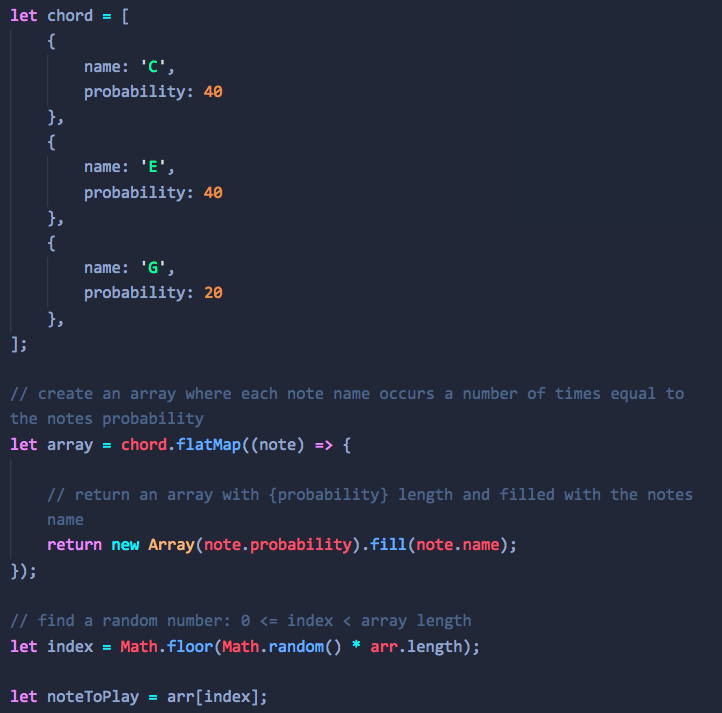 let chord = [
{
name: 'C',
probability: 40
},
{
name: 'E',
probability: 40
},
{
name: 'G',
probability: 20
},
];
// create an array where each note name occurs a number of times equal to
the notes probability
let array = chord.flatMap((note) => {
// return an array with {probability} length and filled with the notes
name
return new Array(note.probability).fill(note.name);
});
// find a random number: 0 <= index < array length
let index = Math.floor(Math.random() * arr.length);
let noteToPlay = arr[index];